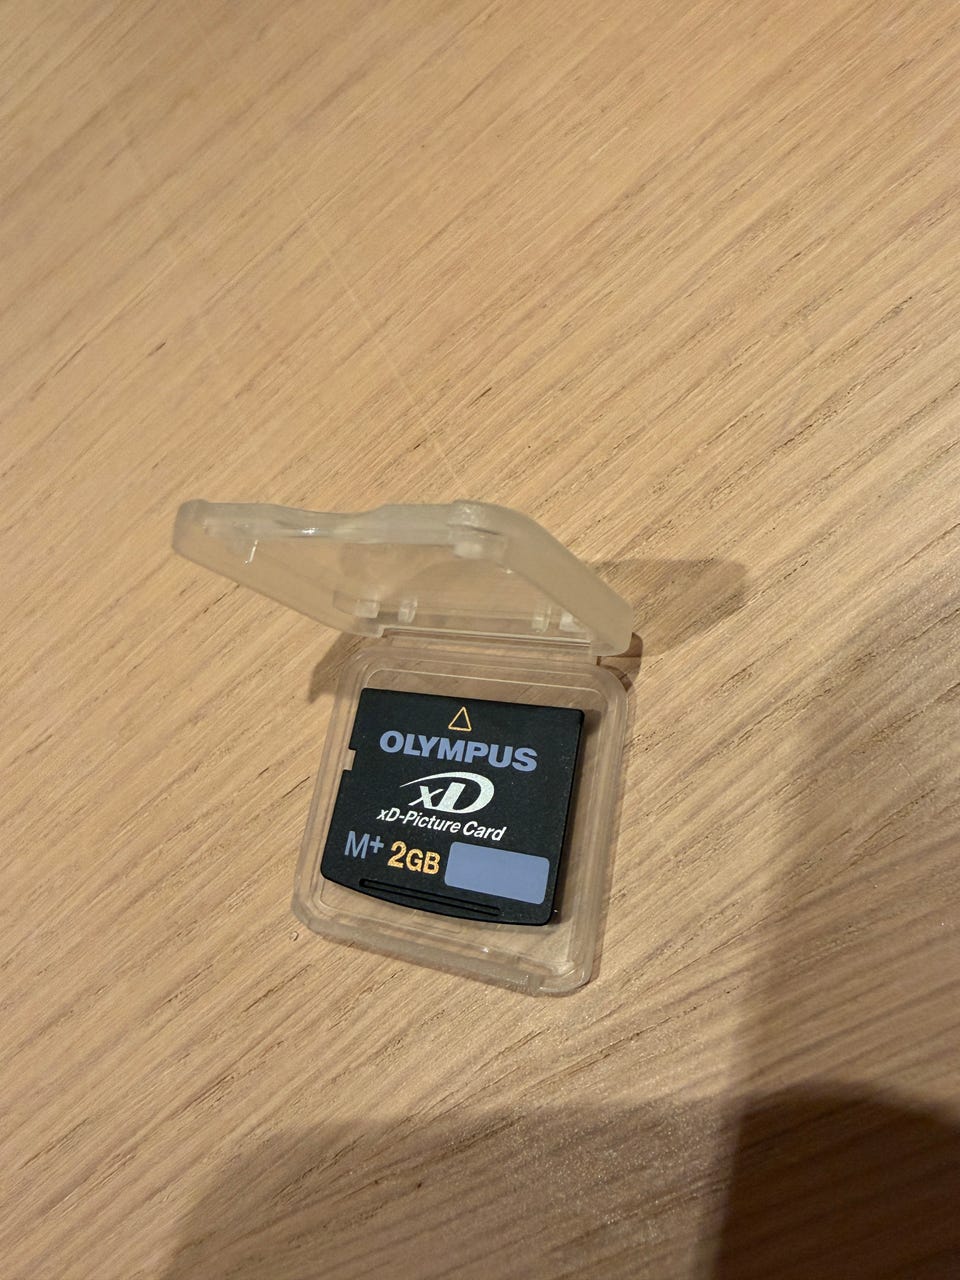 OLYMPUS
xD
xD-Picture Card
M+ 2GB